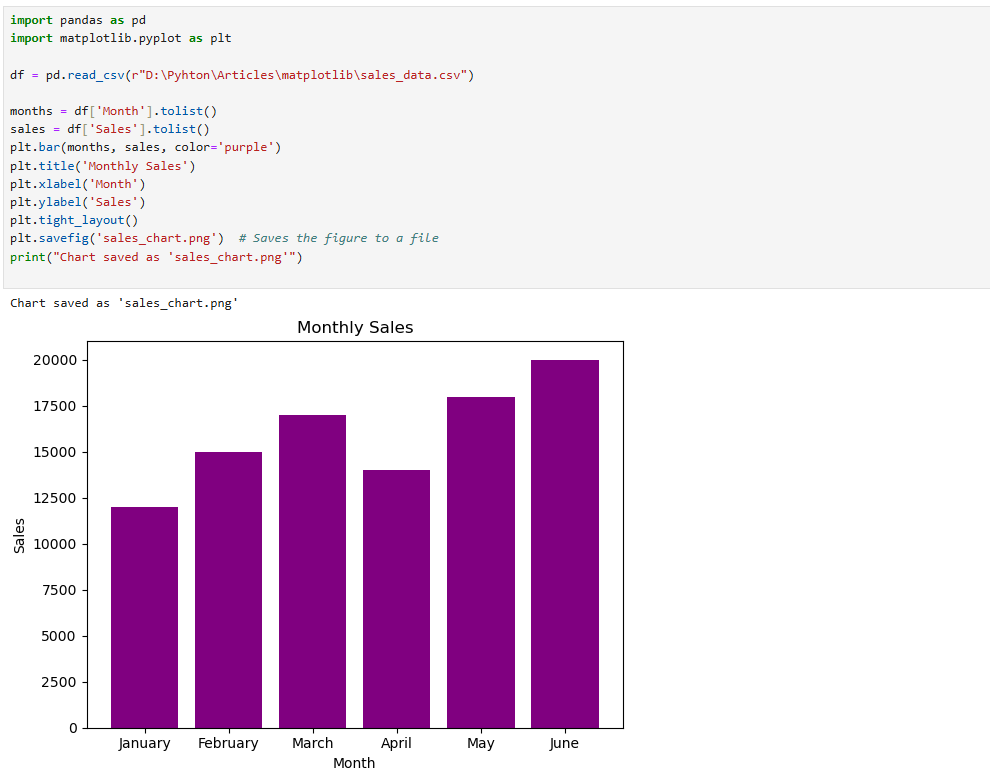 import pandas as pd
import matplotlib.pyplot as plt
df = pd.read_csv(r"D:\Pyhton\Articles\matplotlib\sales_data.csv")
months = df['Month'].tolist()
sales = df['Sales'].tolist()
plt.bar(months, sales, color='purple')
plt.title('Monthly Sales')
plt.xlabel('Month')
plt.ylabel('Sales')
plt.tight_layout()
plt.savefig('sales_chart.png')  # Saves the figure to a file
print("Chart saved as 'sales_chart.png'")
Chart saved as 'sales_chart.png'
Monthly Sales
20000
17500
15000
12500
10000
7500
5000
2500
0
Sales
January February March April May June
Month